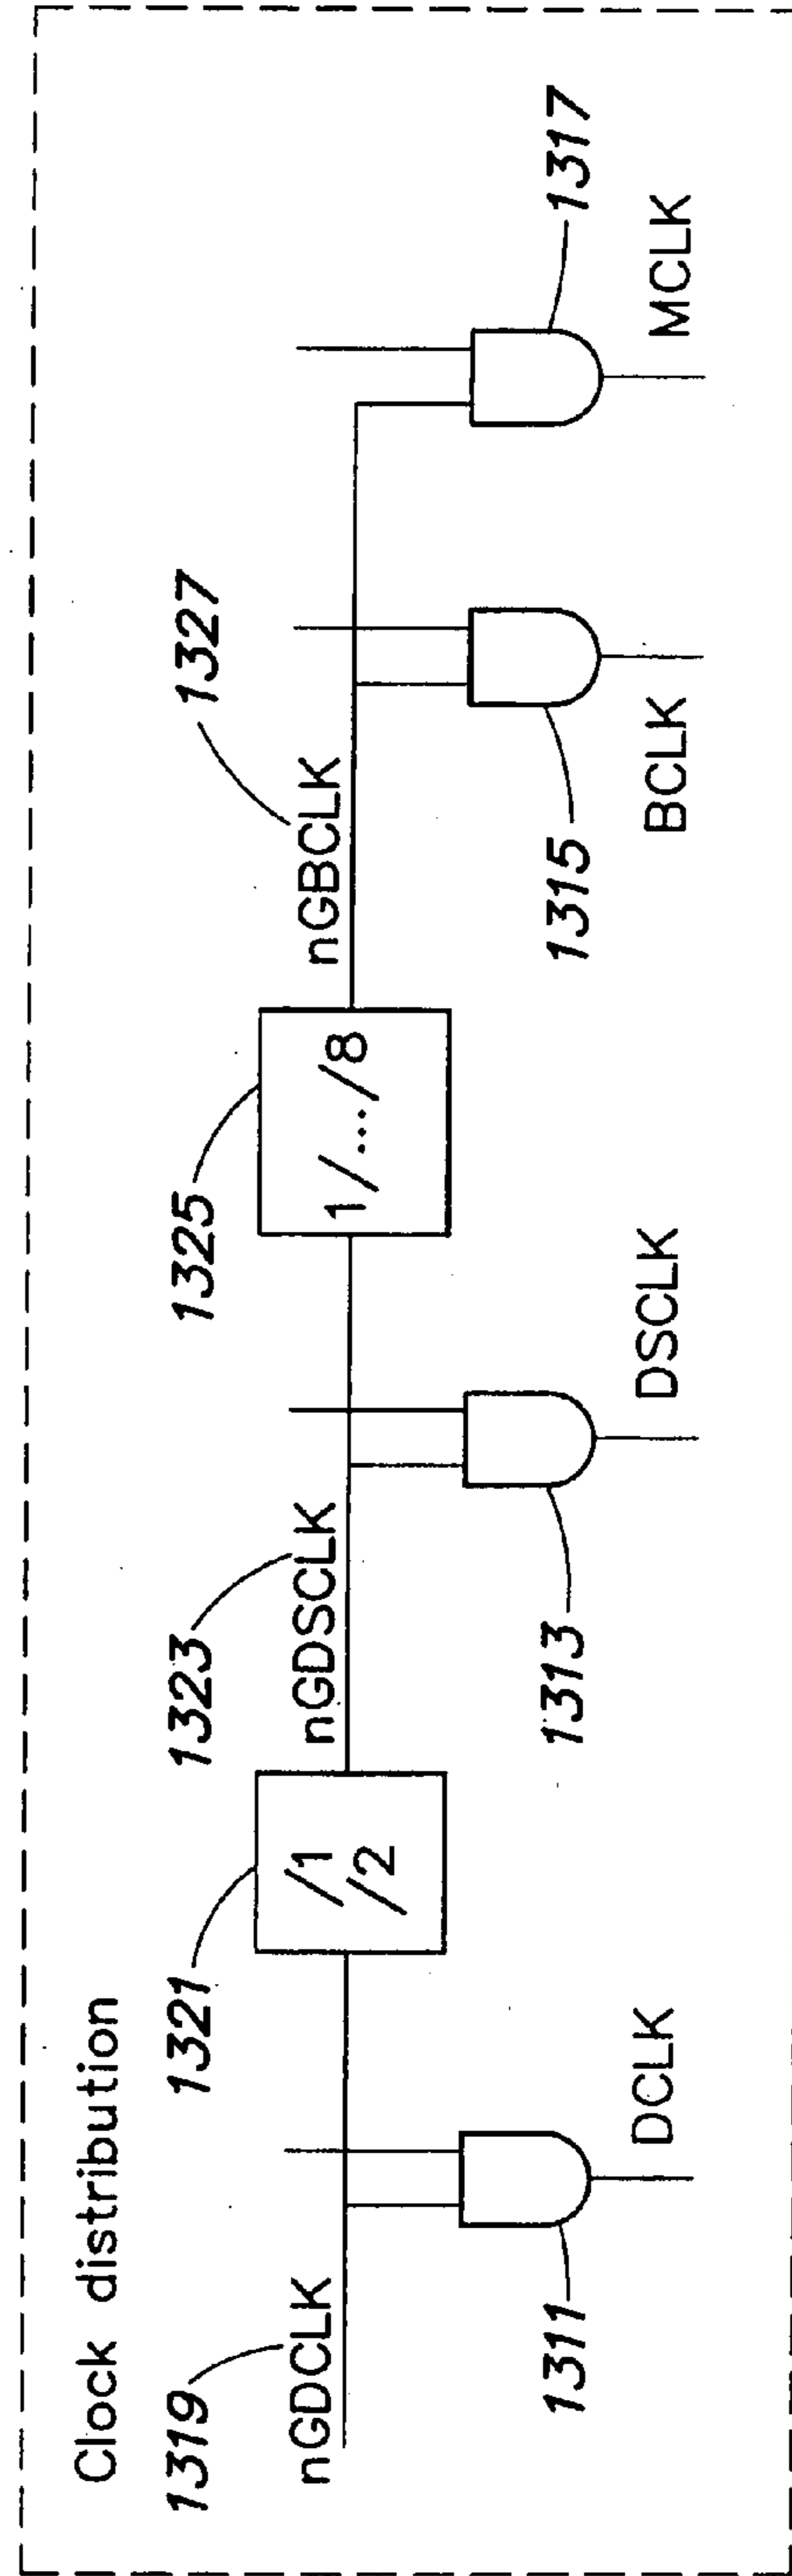 Clock distribution
1319
nGDCLK
1311
DCLK
1321
/1
/2
1323
nGDSCLK
1313
DSCLK
1325
1/.../8
1327
nGBCLK
1315
BCLK
1317
MCLK